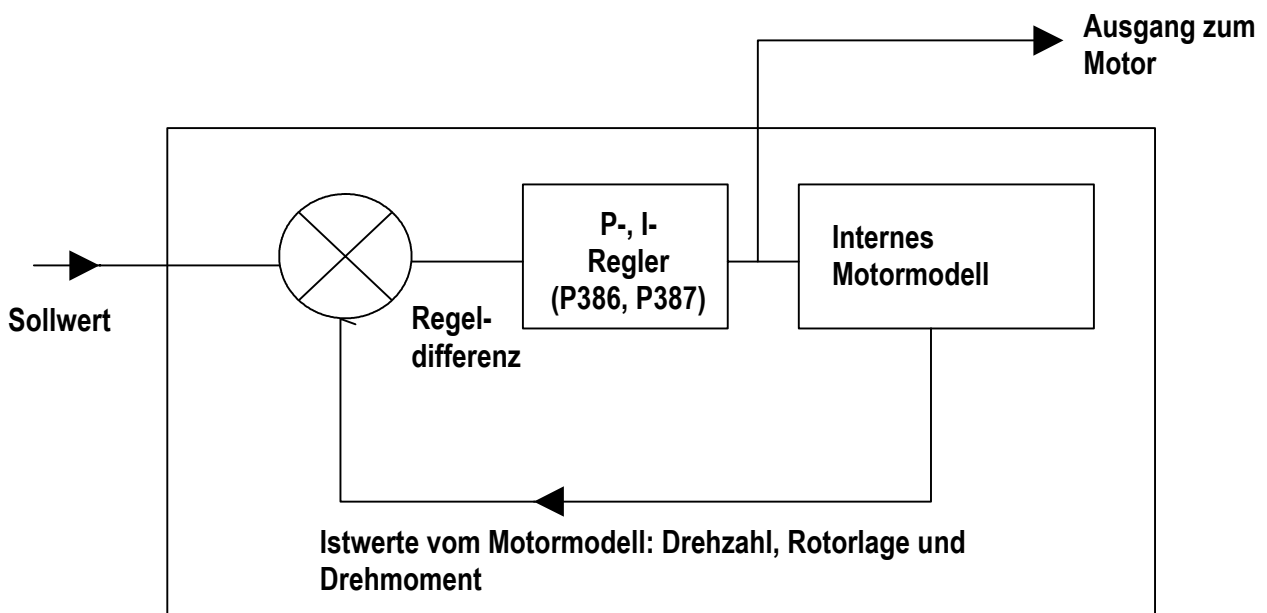 Ausgang zum
Motor
P-, I-
Regler
(P386, P387)
Internes
Motormodell
Sollwert
Regel-
differenz
Istwerte vom Motormodell: Drehzahl, Rotorlage und
Drehmoment